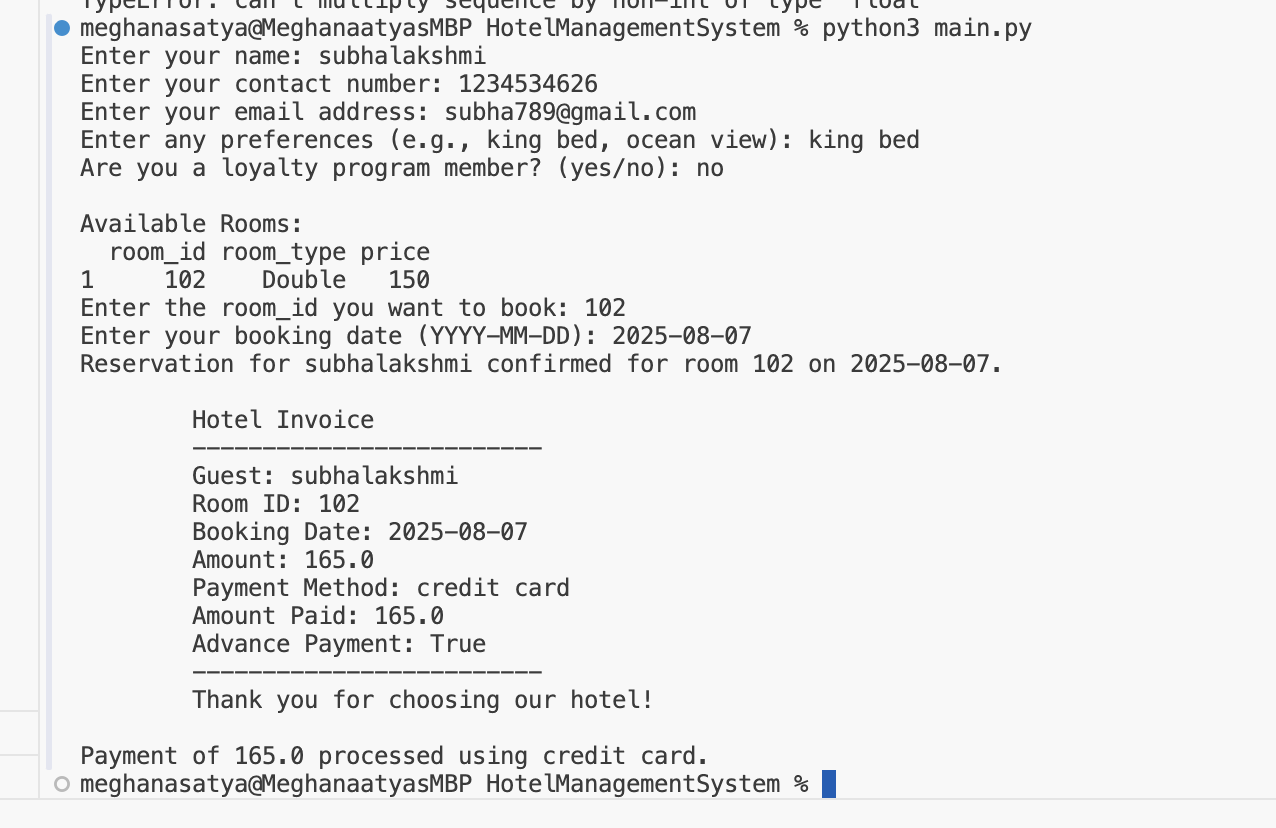 TypeError: can't multiply sequence by non-int of type 'float'
meghanasatya@MeghanaatyasMBP HotelManagementSystem % python3 main.py
Enter your name: subhalakshmi
Enter your contact number: 1234534626
Enter your email address: subha789@gmail.com
Enter any preferences (e.g., king bed, ocean view): king bed
Are you a loyalty program member? (yes/no): no
Available Rooms:
  room_id room_type price
1     102    Double   150
Enter the room_id you want to book: 102
Enter your booking date (YYYY-MM-DD): 2025-08-07
Reservation for subhalakshmi confirmed for room 102 on 2025-08-07.
Hotel Invoice
-------------------------
Guest: subhalakshmi
Room ID: 102
Booking Date: 2025-08-07
Amount: 165.0
Payment Method: credit card
Amount Paid: 165.0
Advance Payment: True
-------------------------
Thank you for choosing our hotel!
Payment of 165.0 processed using credit card.
meghanasatya@MeghanaatyasMBP HotelManagementSystem %